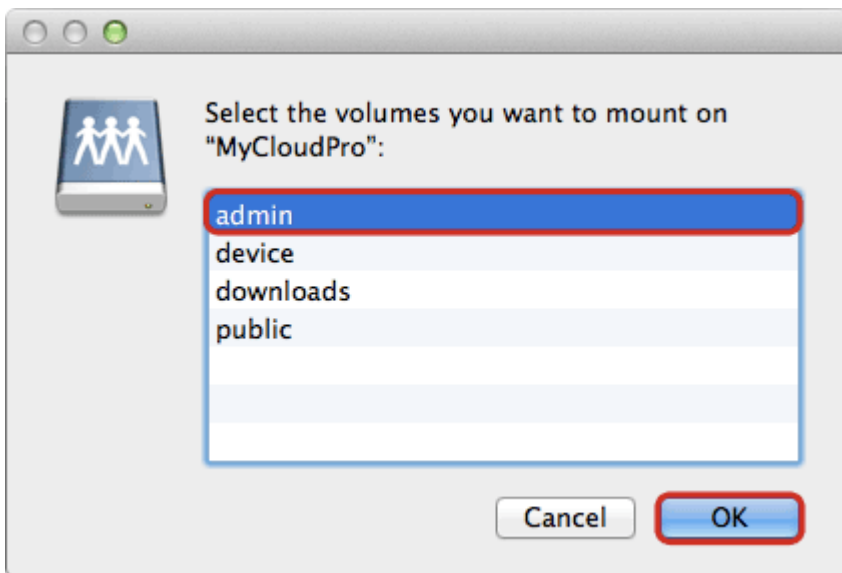 Select the volumes you want to mount on
“MyCloudPro”:
admin
device
downloads
public
Cancel
OK